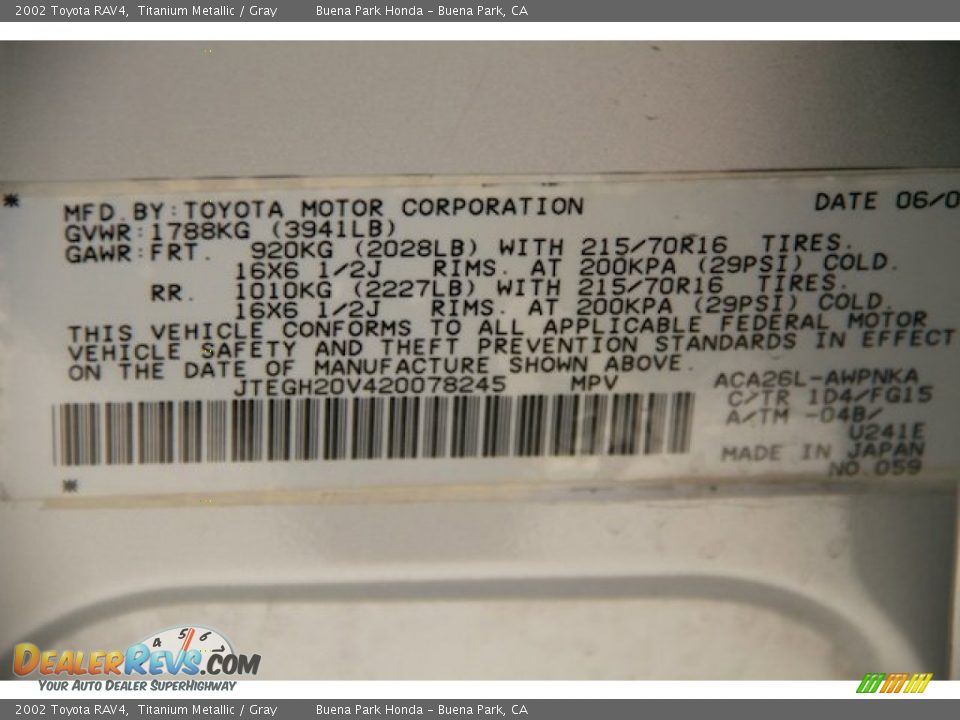 2002 Toyota RAV4, Titanium Metallic / Gray Buena Park Honda – Buena Park, CA
* MFD.BY:TOYOTA MOTOR CORPORATION DATE 06/0
GVWR:1788KG (3941LB)
GAWR:FRT. 920KG (2028LB) WITH 215/70R16 TIRES.
16X6 1/2J RIMS. AT 200KPA (29PSI) COLD.
RR. 1010KG (2227LB) WITH 215/70R16 TIRES.
16X6 1/2J RIMS. AT 200KPA (29PSI) COLD.
THIS VEHICLE CONFORMS TO ALL APPLICABLE FEDERAL MOTOR
VEHICLE SAFETY AND THEFT PREVENTION STANDARDS IN EFFECT
ON THE DATE OF MANUFACTURE SHOWN ABOVE.
JTEGH20V420078245 MPV ACA26L-AWPNKA
C/TR 1D4/FG15
A/TM -04B/
U241E
MADE IN JAPAN
NO.059
*
4 5 6
DEALERREVS.COM
YOUR AUTO DEALER SUPERHIGHWAY
2002 Toyota RAV4, Titanium Metallic / Gray Buena Park Honda – Buena Park, CA